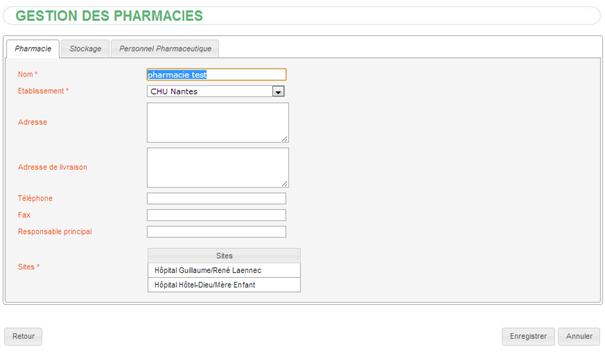 GESTION DES PHARMACIES
Pharmacie Stockage Personnel Pharmaceutique
Nom * pharmacie test
Etablissement * CHU Nantes
Adresse
Adresse de livraison
Téléphone
Fax
Responsable principal
Sites
Sites * Hôpital Guillaume/René Laennec
Hôpital Hôtel-Dieu/Mère Enfant
Retour Enregistrer Annuler